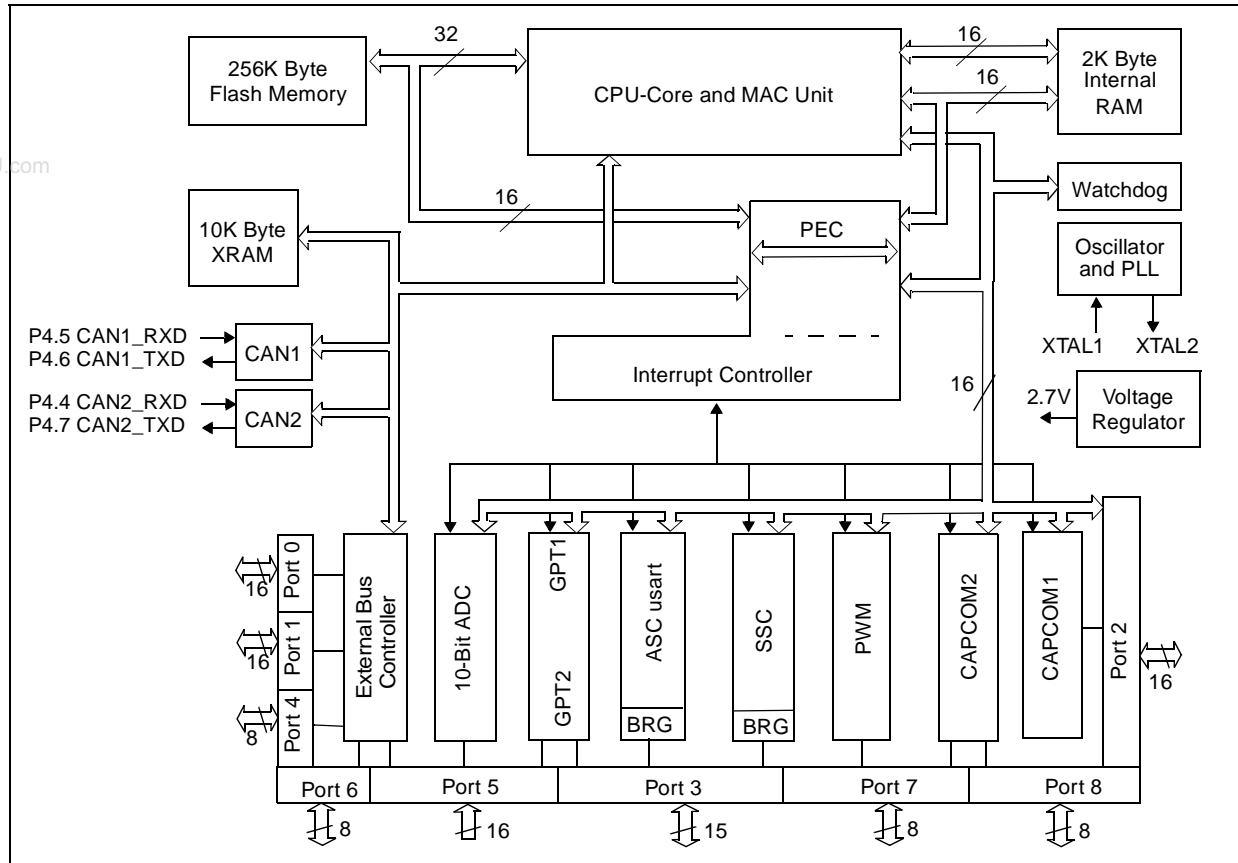 32
16
256K Byte
Flash Memory
CPU-Core and MAC Unit
2K Byte
Internal
RAM
16
J.com
Watchdog
16
10K Byte
XRAM
PEC
Oscillator
and PLL
P4.5 CAN1_RXD
P4.6 CAN1_TXD
CAN1
XTAL1
XTAL2
Interrupt Controller
16
P4.4 CAN2_RXD
P4.7 CAN2_TXD
CAN2
2.7V
Voltage
Regulator
Port 0
16
Port 1
16
Port 4
8
External Bus
Controller
10-Bit ADC
GPT1
GPT2
ASC usart
BRG
SSC
BRG
PWM
CAPCOM2
CAPCOM1
Port 2
16
Port 6
Port 5
Port 3
Port 7
Port 8
8
16
15
8
8